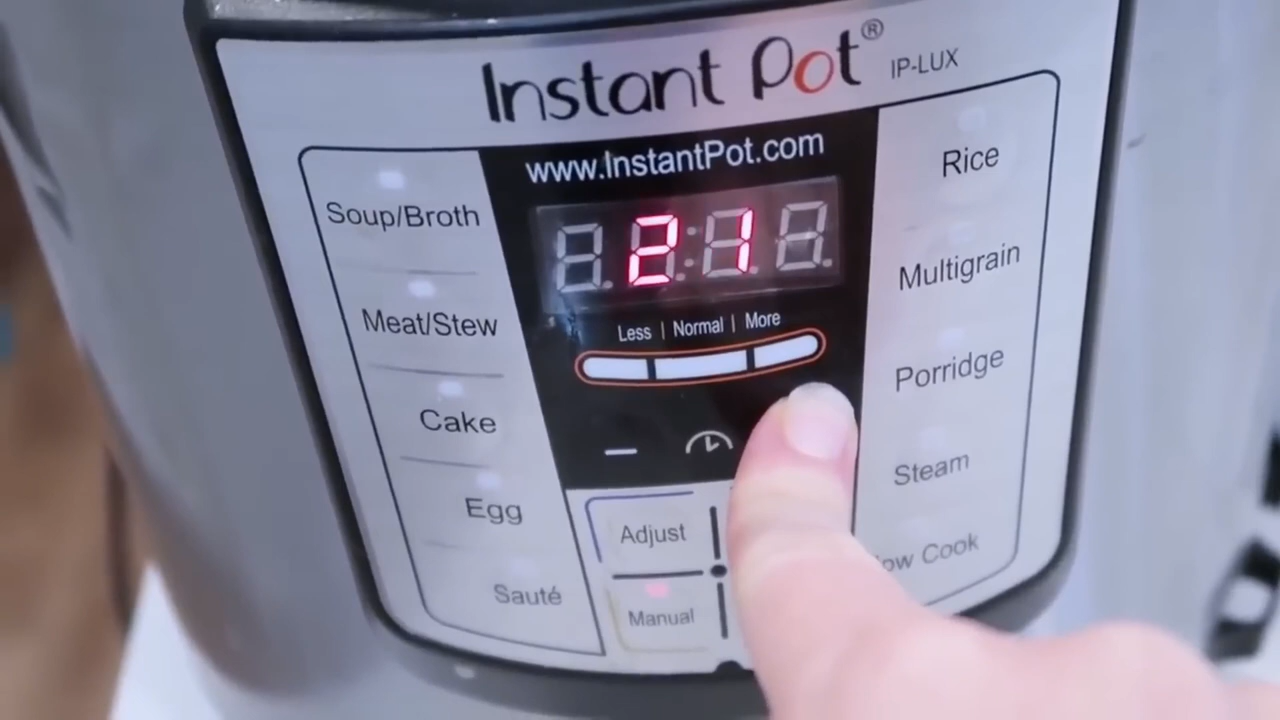 Instant Pot® IP-LUX
www.InstantPot.com
21
Less | Normal | More
Soup/Broth
Meat/Stew
Cake
Egg
Sauté
Adjust
Manual
Rice
Multigrain
Porridge
Steam
ow Cook